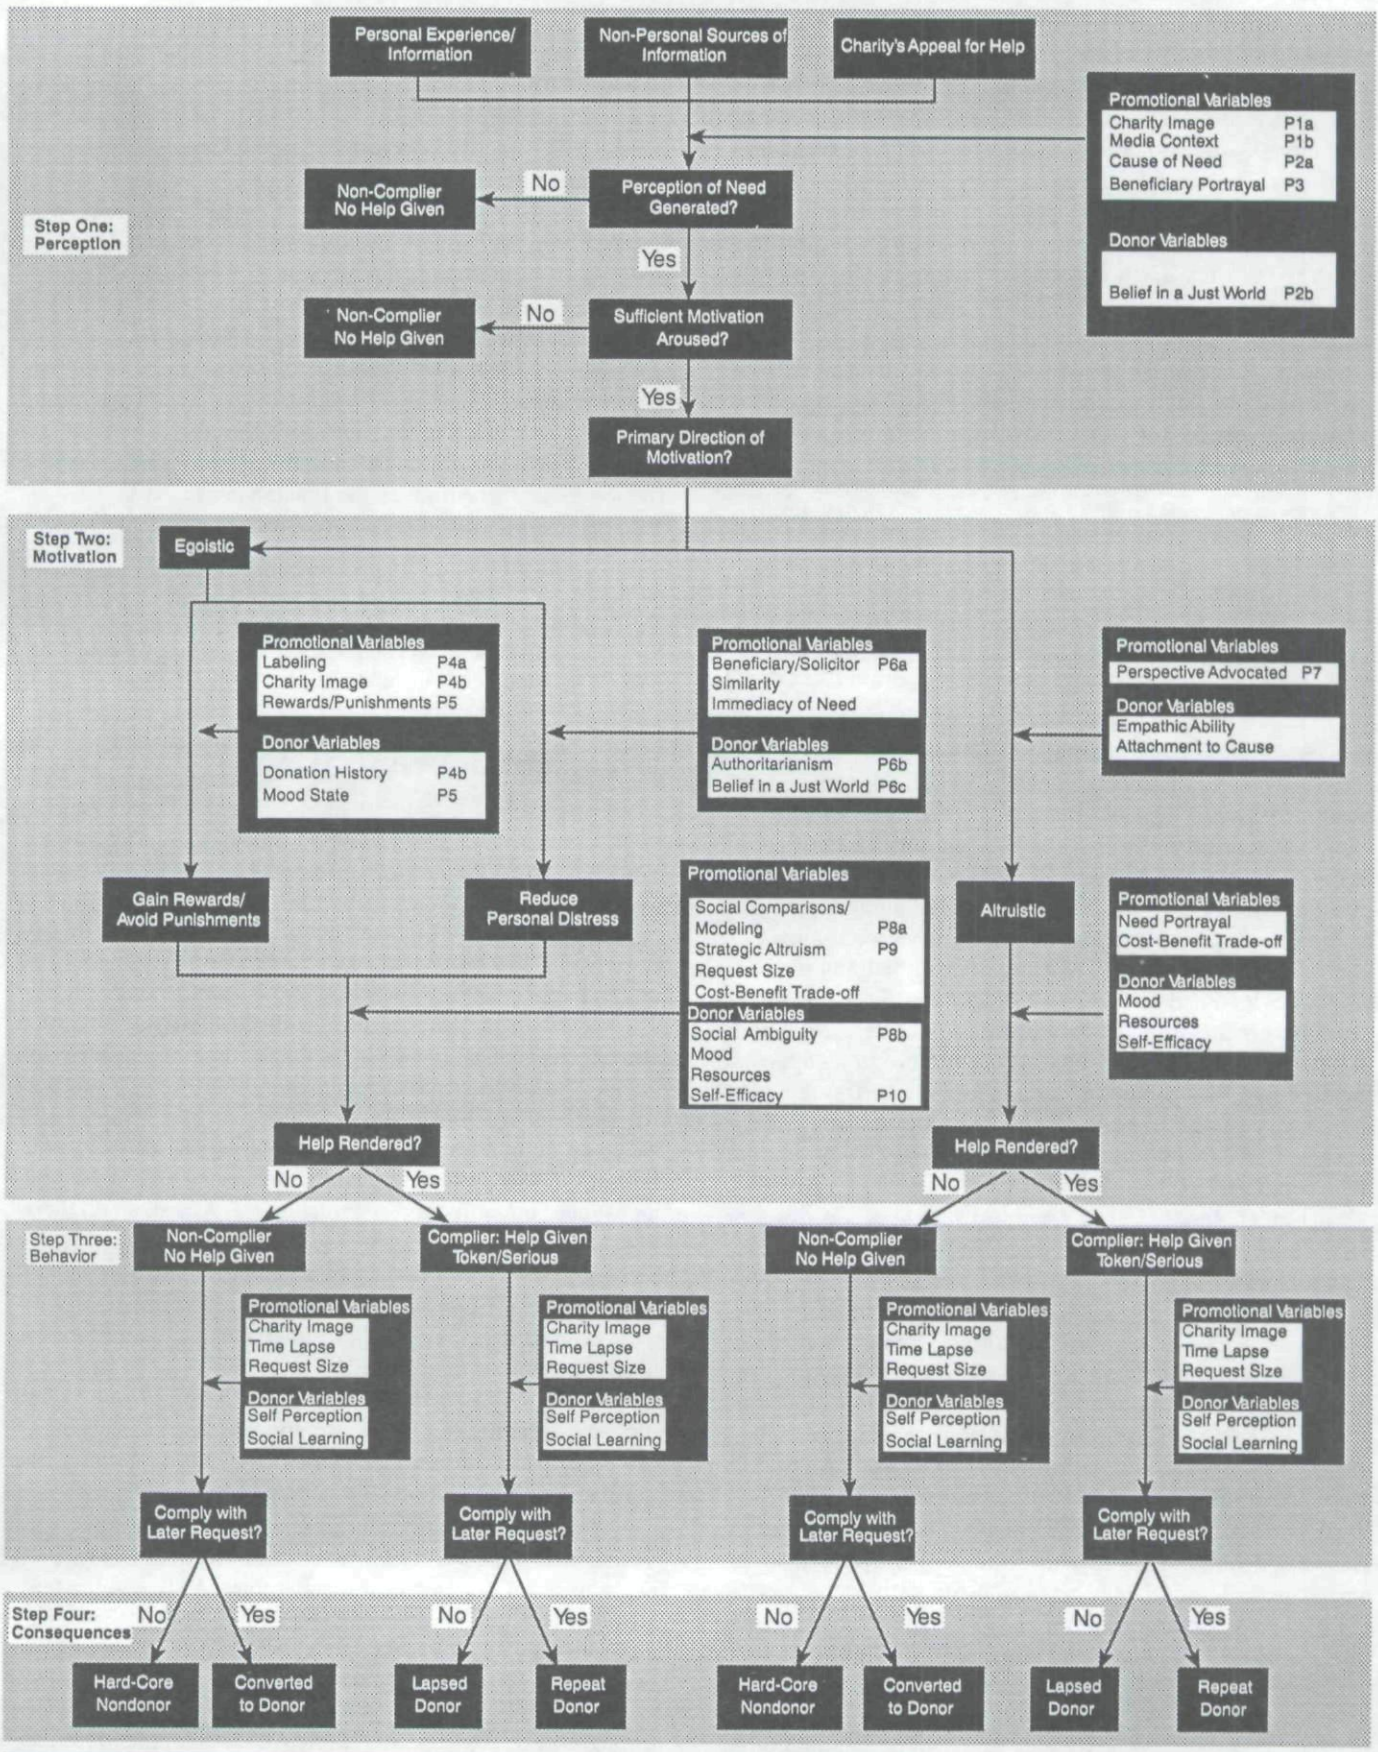 Personal Experience/
Information
Non-Personal Sources of
Information
Charity's Appeal for Help
Promotional Variables
Charity Image P1a
Media Context P1b
Cause of Need P2a
Beneficiary Portrayal P3
Donor Variables
Belief in a Just World P2b
Non-Complier
No Help Given
No
Perception of Need
Generated?
Step One:
Perception
Yes
Non-Complier
No Help Given
No
Sufficient Motivation
Aroused?
Yes
Primary Direction of
Motivation?
Step Two:
Motivation
Egoistic
Promotional Variables
Labeling P4a
Charity Image P4b
Rewards/Punishments P5
Donor Variables
Donation History P4b
Mood State P5
Promotional Variables
Beneficiary/Solicitor P6a
Similarity
Immediacy of Need
Donor Variables
Authoritarianism P6b
Belief in a Just World P6c
Promotional Variables
Perspective Advocated P7
Donor Variables
Empathic Ability
Attachment to Cause
Gain Rewards/
Avoid Punishments
Reduce
Personal Distress
Promotional Variables
Social Comparisons/
Modeling P8a
Strategic Altruism P9
Request Size
Cost-Benefit Trade-off
Donor Variables
Social Ambiguity P8b
Mood
Resources
Self-Efficacy P10
Altruistic
Promotional Variables
Need Portrayal
Cost-Benefit Trade-off
Donor Variables
Mood
Resources
Self-Efficacy
Help Rendered?
No Yes
Help Rendered?
No Yes
Step Three:
Behavior
Non-Complier
No Help Given
Complier: Help Given
Token/Serious
Non-Complier
No Help Given
Complier: Help Given
Token/Serious
Promotional Variables
Charity Image
Time Lapse
Request Size
Donor Variables
Self Perception
Social Learning
Promotional Variables
Charity Image
Time Lapse
Request Size
Donor Variables
Self Perception
Social Learning
Promotional Variables
Charity Image
Time Lapse
Request Size
Donor Variables
Self Perception
Social Learning
Promotional Variables
Charity Image
Time Lapse
Request Size
Donor Variables
Self Perception
Social Learning
Comply with
Later Request?
Comply with
Later Request?
Comply with
Later Request?
Comply with
Later Request?
Step Four:
Consequences
No Yes
No Yes
No Yes
No Yes
Hard-Core
Nondonor
Converted
to Donor
Lapsed
Donor
Repeat
Donor
Hard-Core
Nondonor
Converted
to Donor
Lapsed
Donor
Repeat
Donor